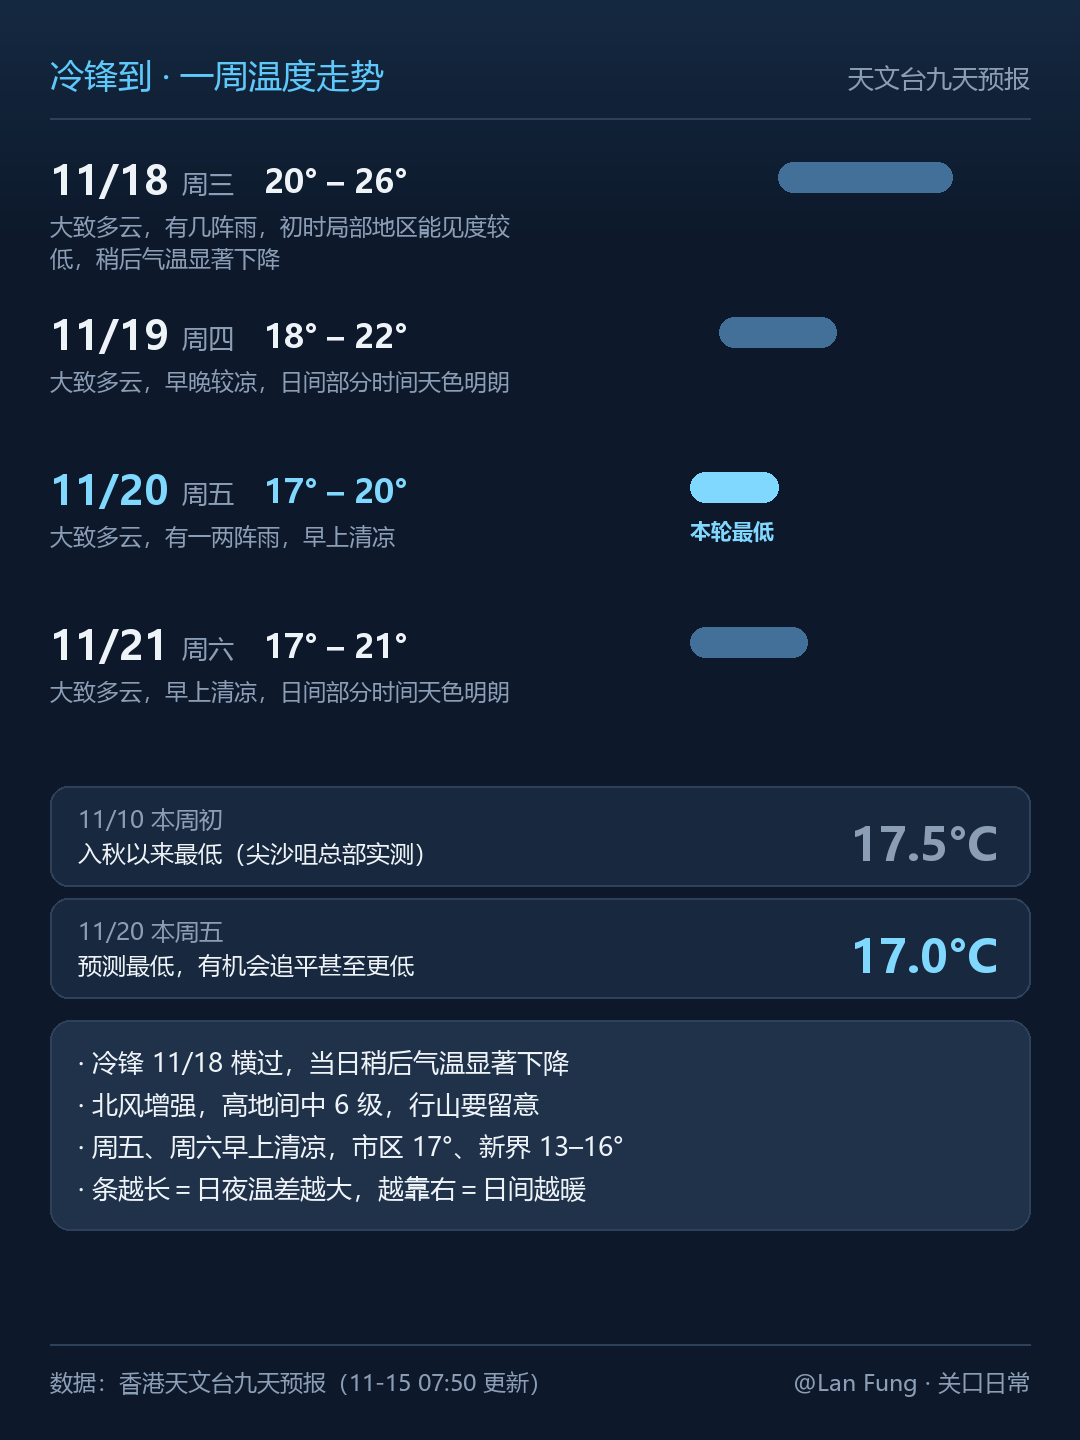 冷锋到 · 一周温度走势
天文台九天预报
11/18 周三 20° – 26°
大致多云，有几阵雨，初时局部地区能见度较
低，稍后气温显著下降
11/19 周四 18° – 22°
大致多云，早晚较凉，日间部分时间天色明朗
11/20 周五 17° – 20°
大致多云，有一两阵雨，早上清凉
本轮最低
11/21 周六 17° – 21°
大致多云，早上清凉，日间部分时间天色明朗
11/10 本周初
入秋以来最低（尖沙咀总部实测）
17.5°C
11/20 本周五
预测最低，有机会追平甚至更低
17.0°C
· 冷锋 11/18 横过，当日稍后气温显著下降
· 北风增强，高地间中 6 级，行山要留意
· 周五、周六早上清凉，市区 17°、新界 13–16°
· 条越长＝日夜温差越大，越靠右＝日间越暖
数据：香港天文台九天预报（11-15 07:50 更新）
@Lan Fung · 关口日常